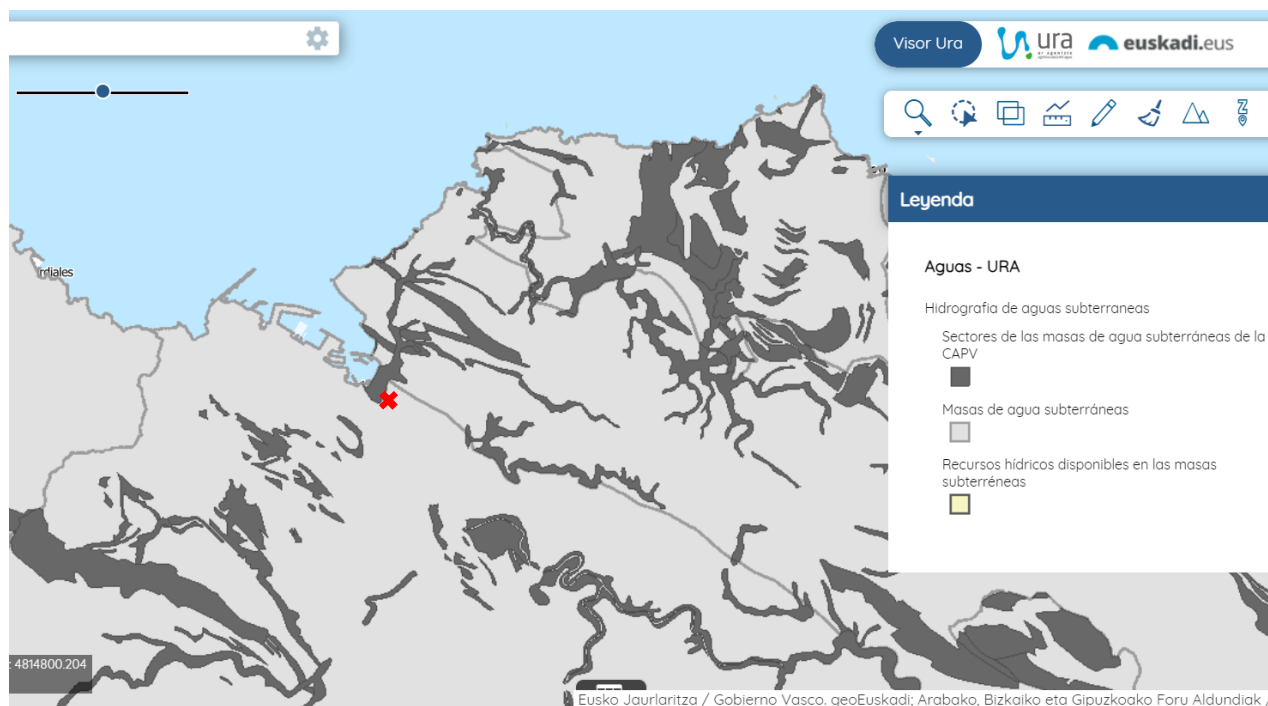 Visor Ura
ura
euskadi.eus
Leyenda
rdiales
Aguas - URA
Hidrografia de aguas subterraneas
Sectores de las masas de agua subterráneas de la
CAPV
Masas de agua subterráneas
Recursos hídricos disponibles en las masas
subterréneas
: 4814800.204
Eusko Jaurlaritza / Gobierno Vasco. geoEuskadi; Arabako, Bizkaiko eta Gipuzkoako Foru Aldundiak /